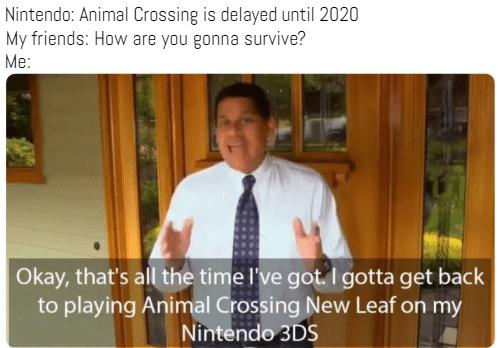 Nintendo: Animal Crossing is delayed until 2020
My friends: How are you gonna survive?
Me:
Okay, that's all the time I've got. I gotta get back
to playing Animal Crossing New Leaf on my
Nintendo 3DS